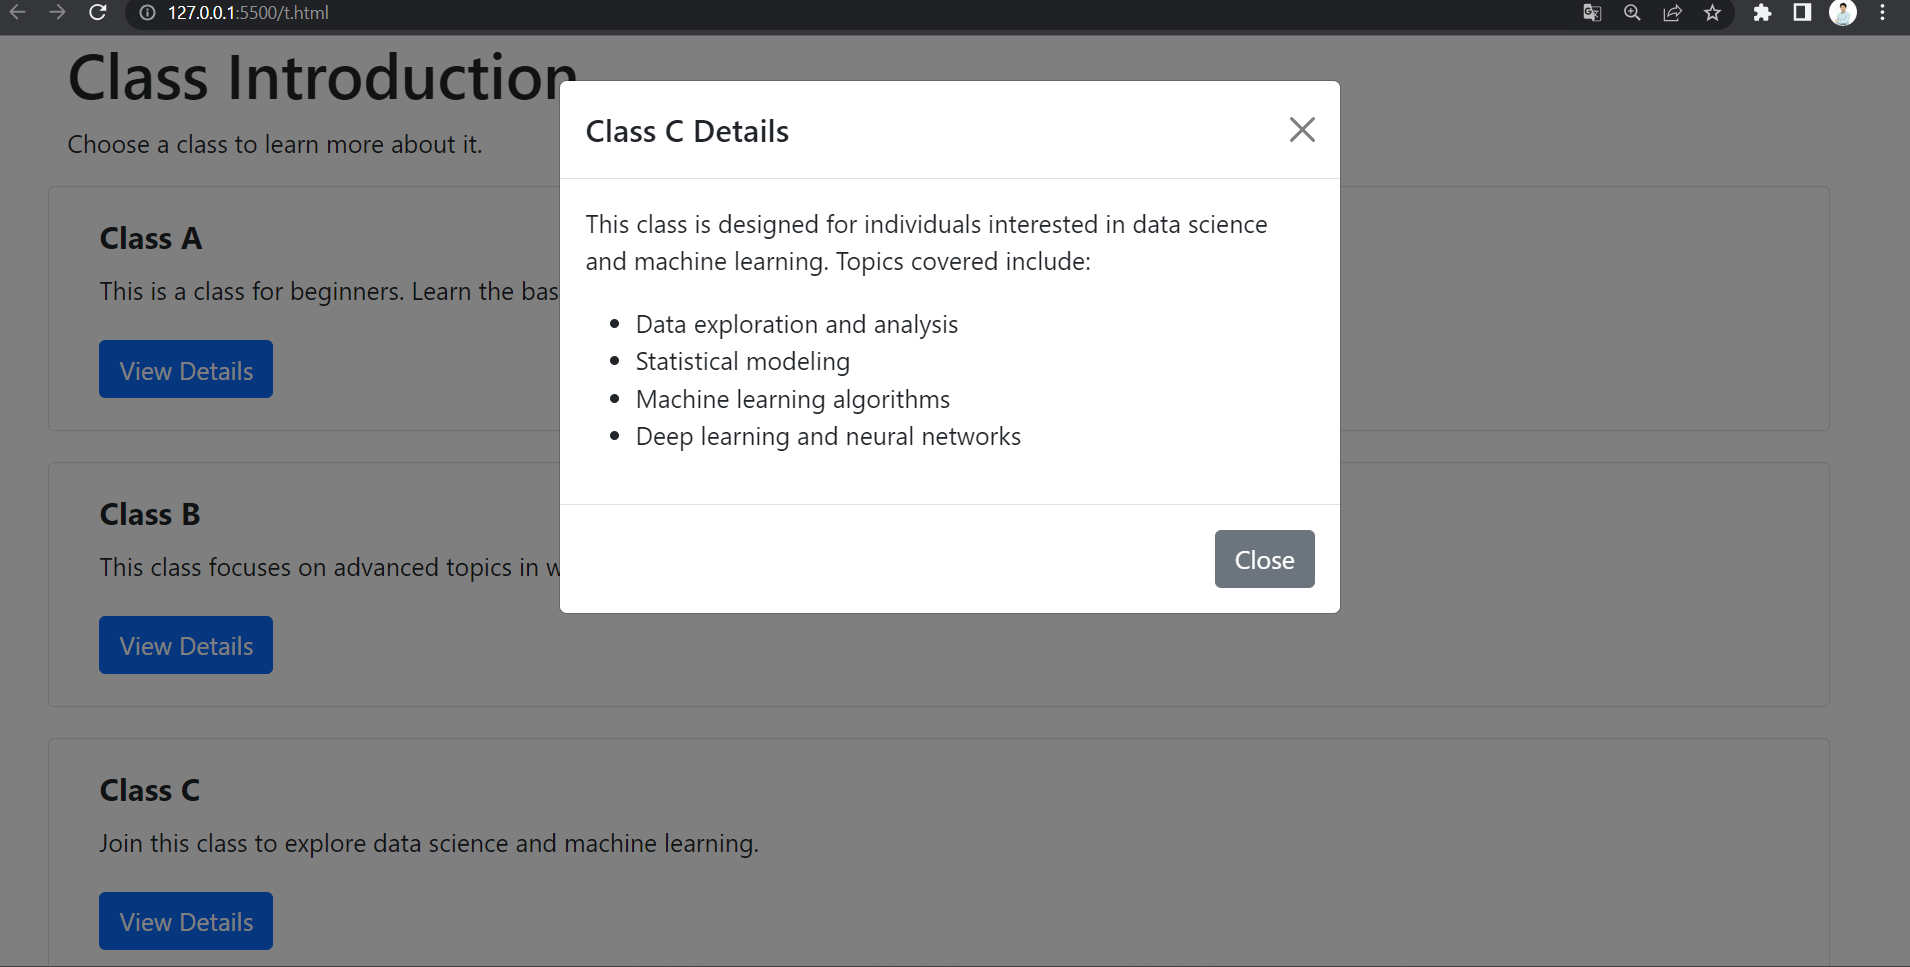 127.0.0.1:5500/t.html
Class Introduction
Choose a class to learn more about it.
Class A
This is a class for beginners. Learn the bas
View Details
Class B
This class focuses on advanced topics in w
View Details
Class C
Join this class to explore data science and machine learning.
View Details
Class C Details
This class is designed for individuals interested in data science
and machine learning. Topics covered include:
• Data exploration and analysis
• Statistical modeling
• Machine learning algorithms
• Deep learning and neural networks
Close